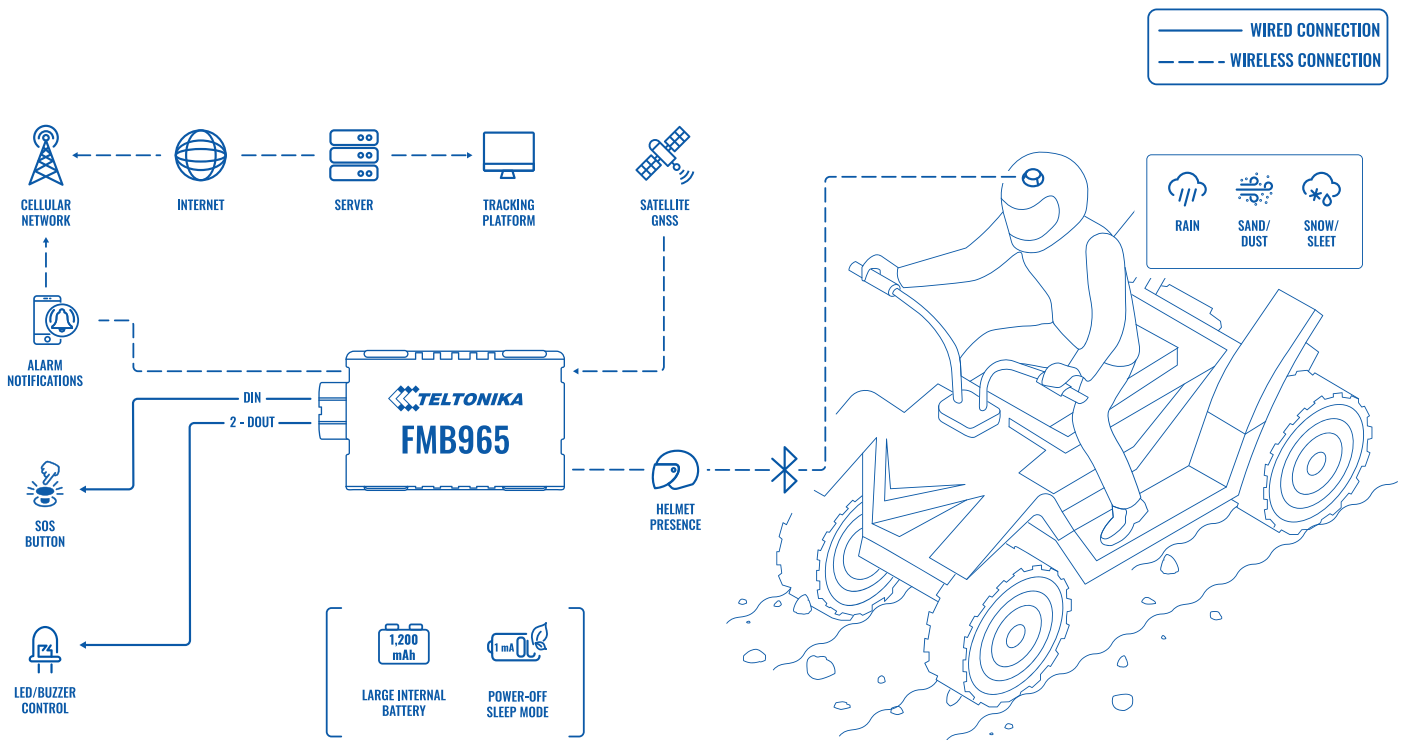 WIRED CONNECTION
WIRELESS CONNECTION
CELLULAR
NETWORK
INTERNET
SERVER
TRACKING
PLATFORM
SATELLITE
GNSS
RAIN
SAND/
DUST
SNOW/
SLEET
ALARM
NOTIFICATIONS
DIN
2 - DOUT
TELTONIKA
FMB965
SOS
BUTTON
HELMET
PRESENCE
LED/BUZZER
CONTROL
1,200
mAh
LARGE INTERNAL
BATTERY
1 mA
POWER-OFF
SLEEP MODE